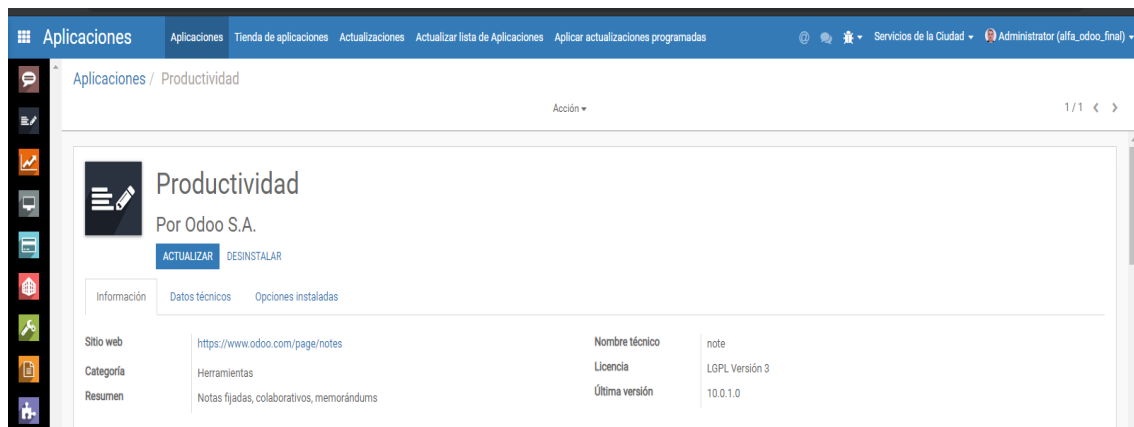 Aplicaciones Aplicaciones Tienda de aplicaciones Actualizaciones Actualizar lista de Aplicaciones Aplicar actualizaciones programadas @ Servicios de la Ciudad Administrator (alfa_odoo_final)
Aplicaciones / Productividad
Acción 1 / 1
Productividad
Por Odoo S.A.
ACTUALIZAR DESINSTALAR
Información Datos técnicos Opciones instaladas
Sitio web https://www.odoo.com/page/notes Nombre técnico note
Categoría Herramientas Licencia LGPL Versión 3
Resumen Notas fijadas, colaborativos, memorándums Última versión 10.0.1.0